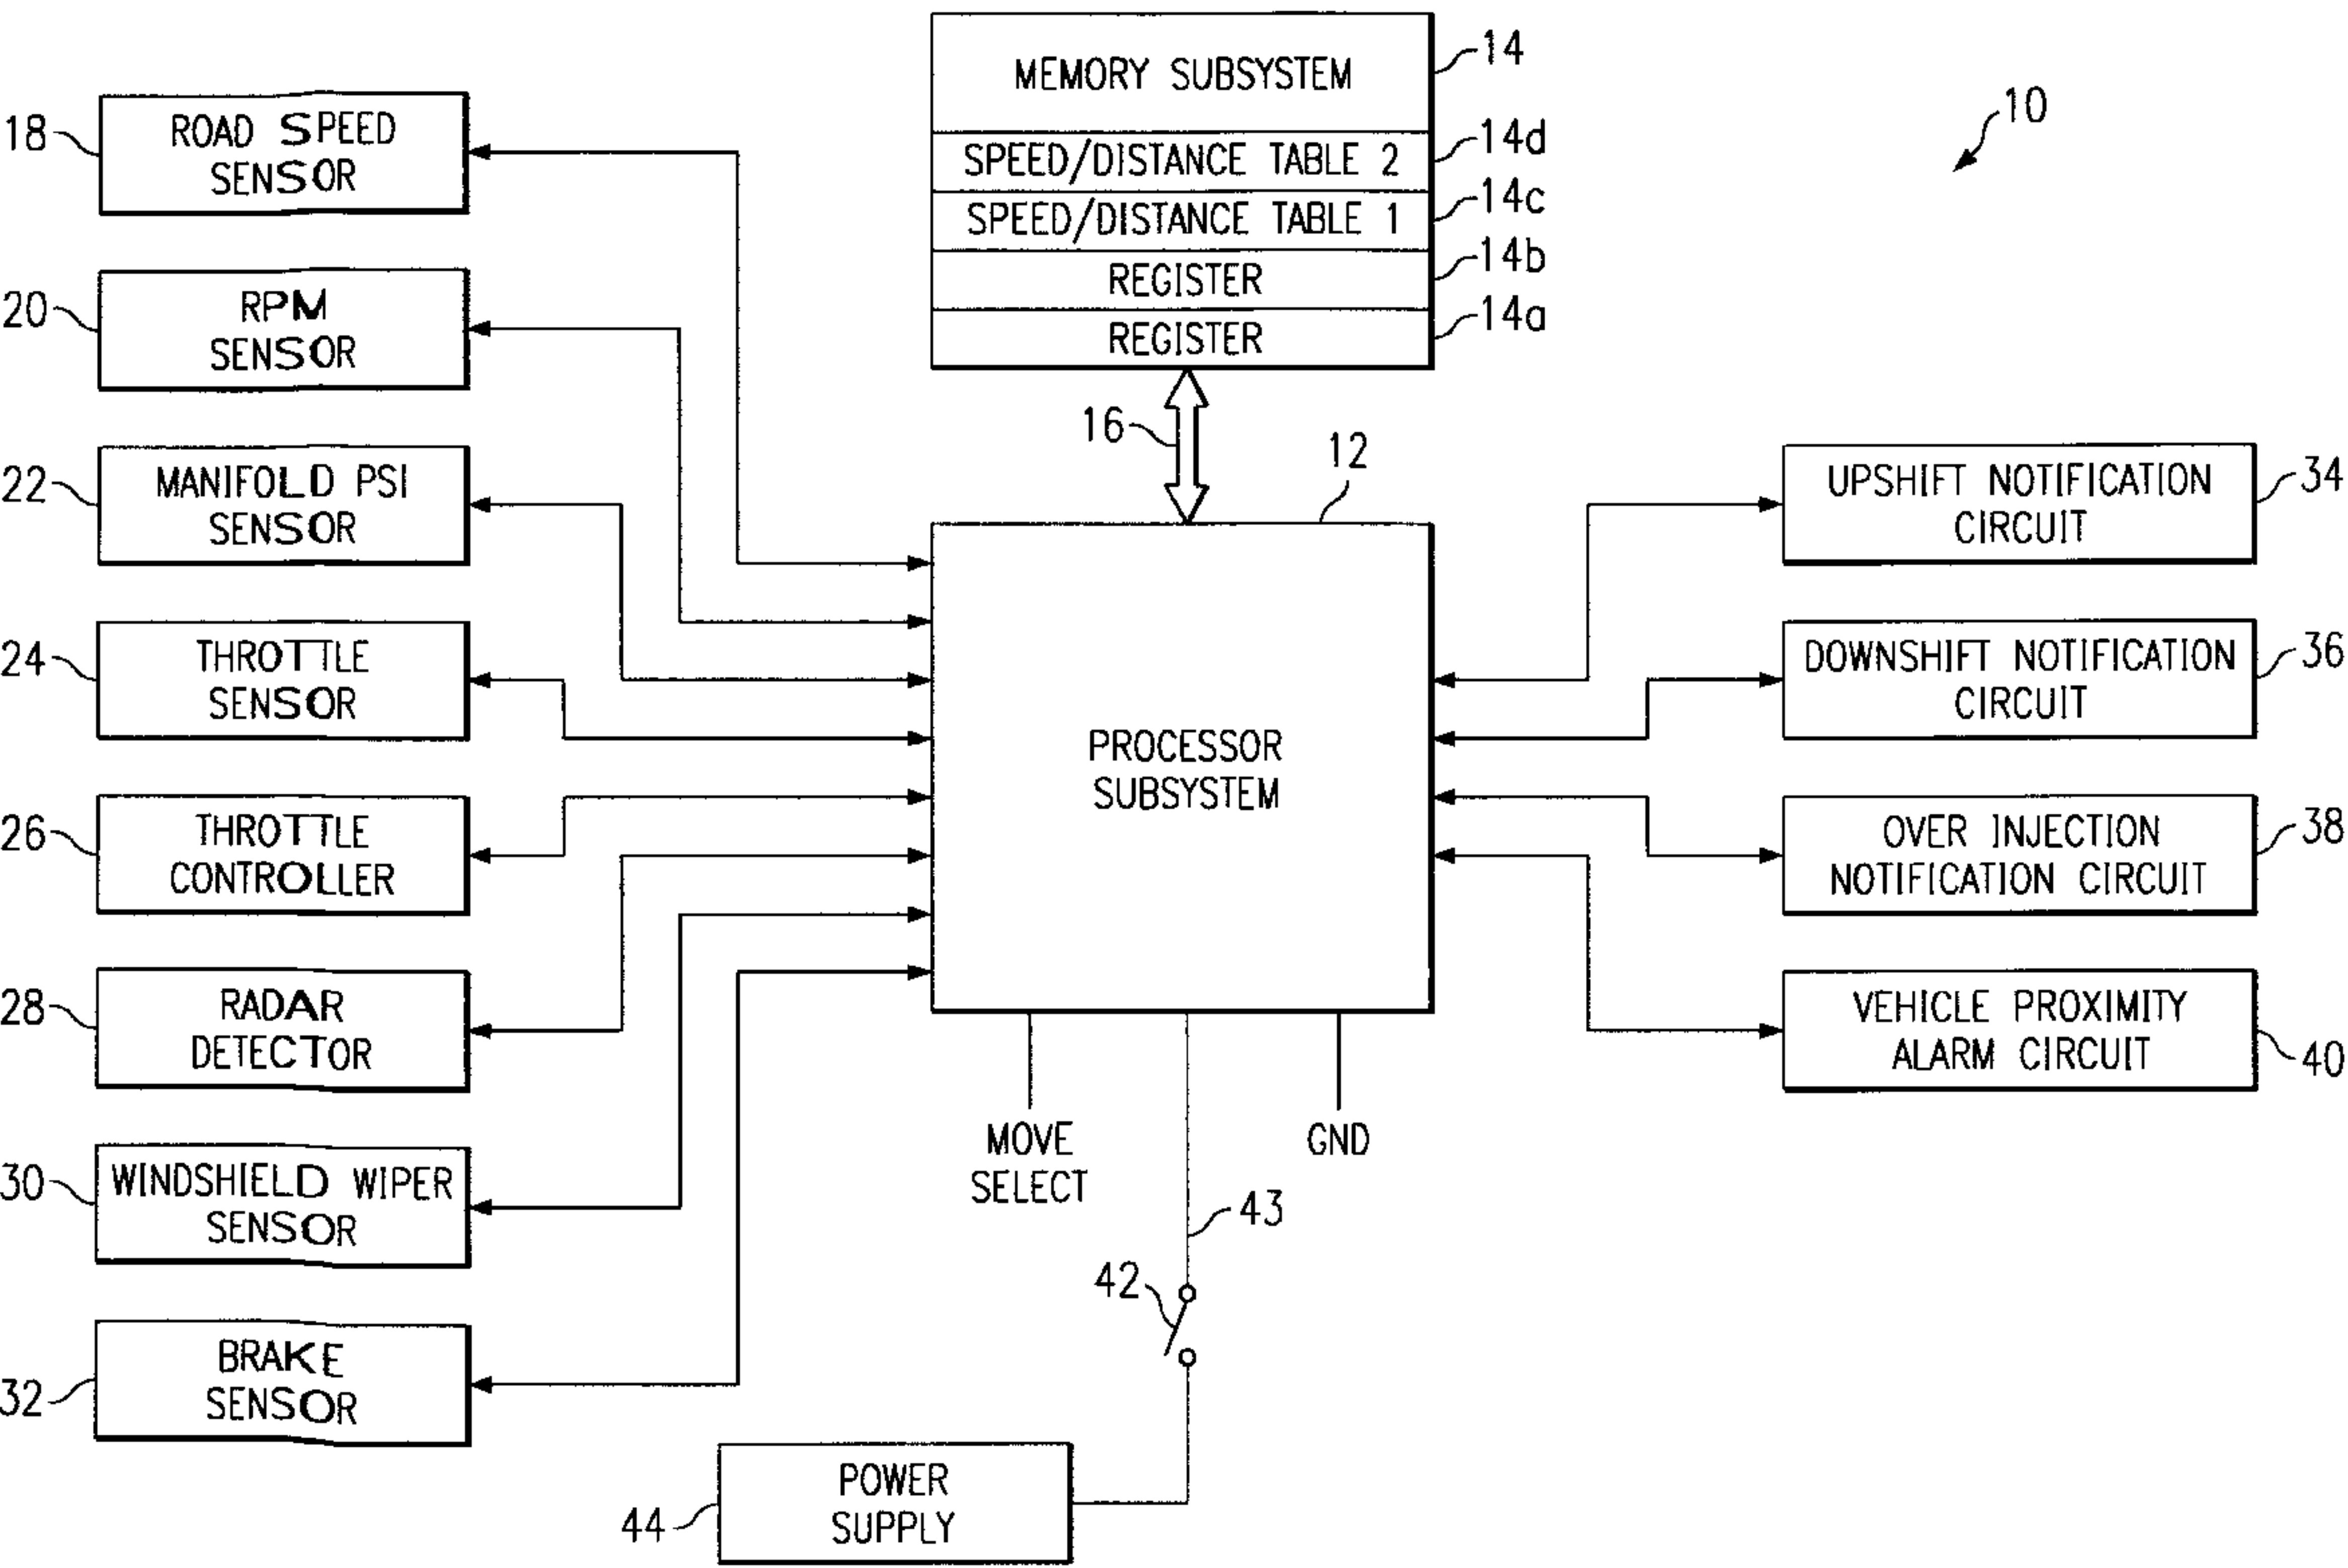 MEMORY SUBSYSTEM
14
SPEED/DISTANCE TABLE 2
14d
SPEED/DISTANCE TABLE 1
14c
REGISTER
14b
REGISTER
14a
10
16
12
PROCESSOR
SUBSYSTEM
18
ROAD SPEED
SENSOR
20
RPM
SENSOR
22
MANIFOLD PSI
SENSOR
24
THROTTLE
SENSOR
26
THROTTLE
CONTROLLER
28
RADAR
DETECTOR
30
WINDSHIELD WIPER
SENSOR
32
BRAKE
SENSOR
UPSHIFT NOTIFICATION
CIRCUIT
34
DOWNSHIFT NOTIFICATION
CIRCUIT
36
OVER INJECTION
NOTIFICATION CIRCUIT
38
VEHICLE PROXIMITY
ALARM CIRCUIT
40
MOVE
SELECT
GND
43
42
POWER
SUPPLY
44